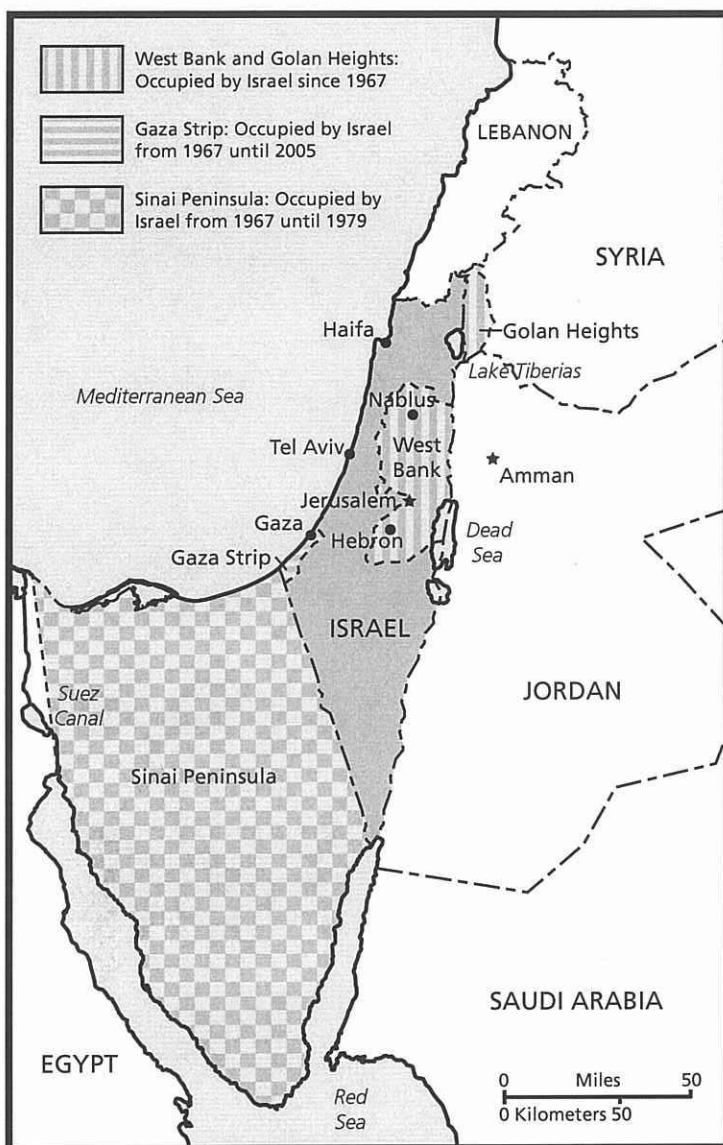 West Bank and Golan Heights:
Occupied by Israel since 1967
Gaza Strip: Occupied by Israel
from 1967 until 2005
Sinai Peninsula: Occupied by
Israel from 1967 until 1979
LEBANON
SYRIA
Haifa
Golan Heights
Lake Tiberias
Mediterranean Sea
Nablus
Tel Aviv
West
Bank
Amman
Jerusalem
Gaza
Hebron
Dead
Sea
Gaza Strip
ISRAEL
Suez
Canal
JORDAN
Sinai Peninsula
SAUDI ARABIA
EGYPT
Red
Sea
0 Miles 50
0 Kilometers 50